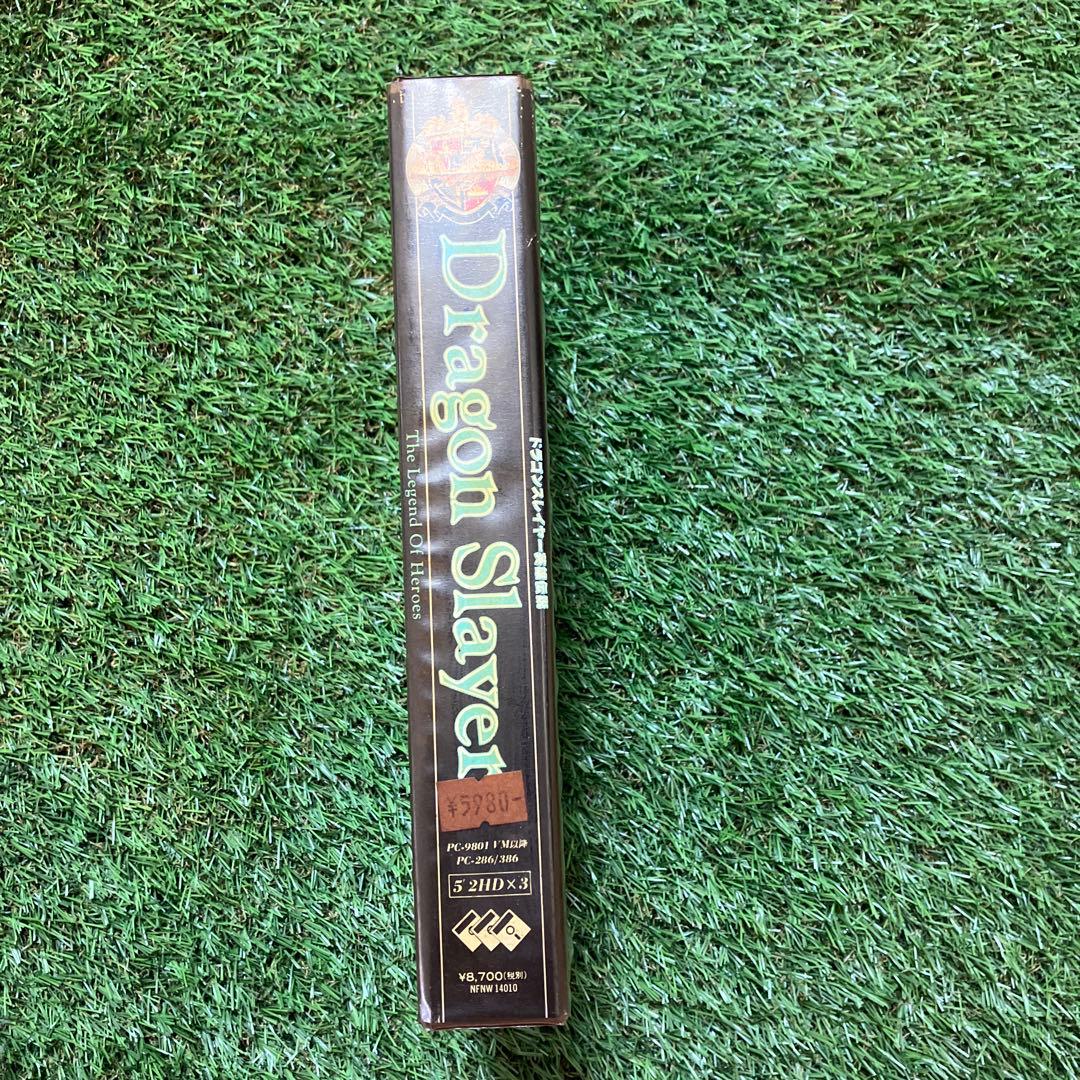 Dragon Slayer
ドラゴンスレイヤー英雄伝説
The Legend Of Heroes
¥5980-
PC-9801 VM以降
PC-286/386
5"2HD×3
¥8,700(税別)
NFNW 14010